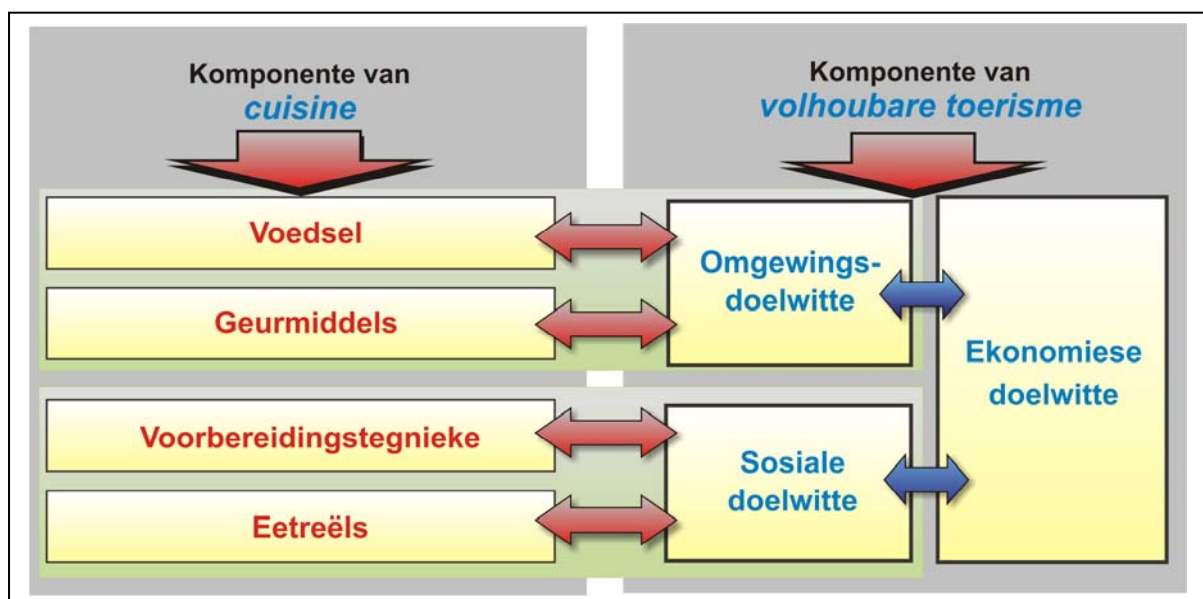 Komponente van
cuisine
Komponente van
volhoubare toerisme
Voedsel
Geurmiddels
Voorbereidingstegnieke
Eetreëls
Omgewings-
doelwitte
Sosiale
doelwitte
Ekonomiese
doelwitte